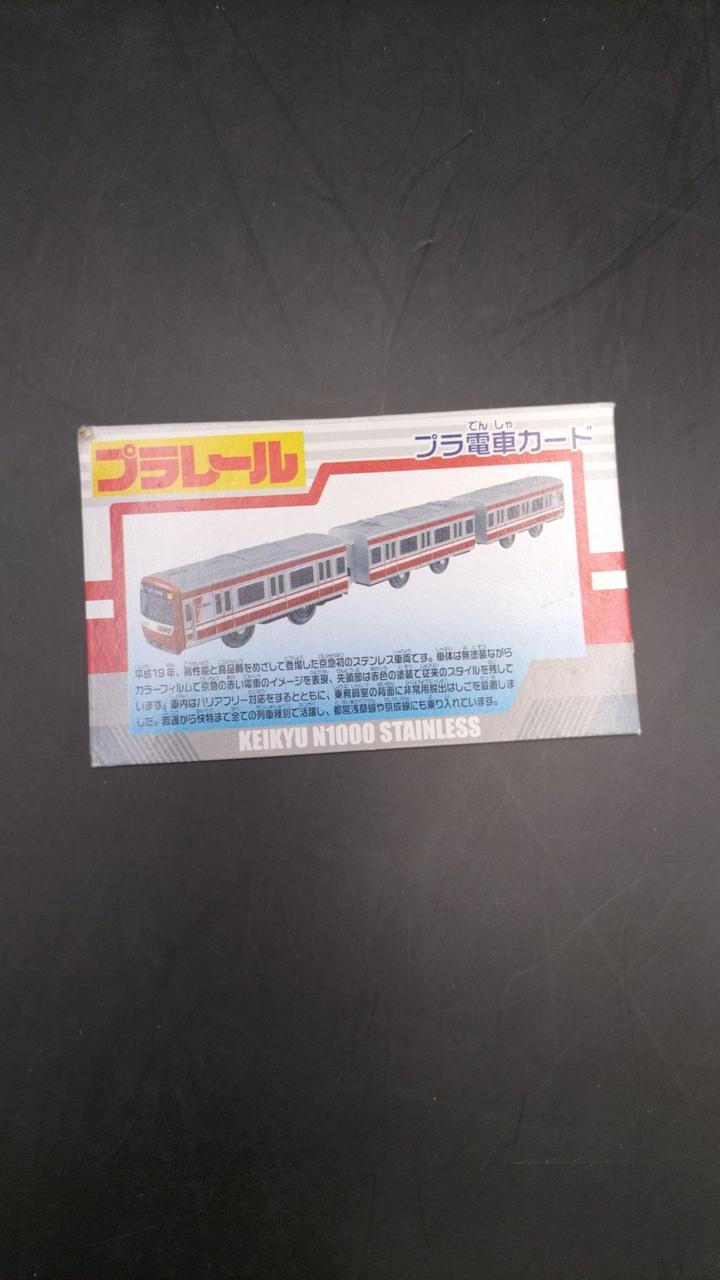 プラレール
でんしゃ
プラ電車カード
平成19年、高性能と高品質をめざして登場した京急初のステンレス車両です。車体は無塗装ながら
カラーフィルムで京急の赤い電車のイメージを表現、先頭部は赤色の塗装で従来のスタイルを残して
います。車内はバリアフリー対応をするとともに、乗務員室の背面に非常用脱出はしごを設置しま
した。普通から快特まで全ての列車種別で活躍し、都営浅草線や京成線にも乗り入れています。
KEIKYU N1000 STAINLESS